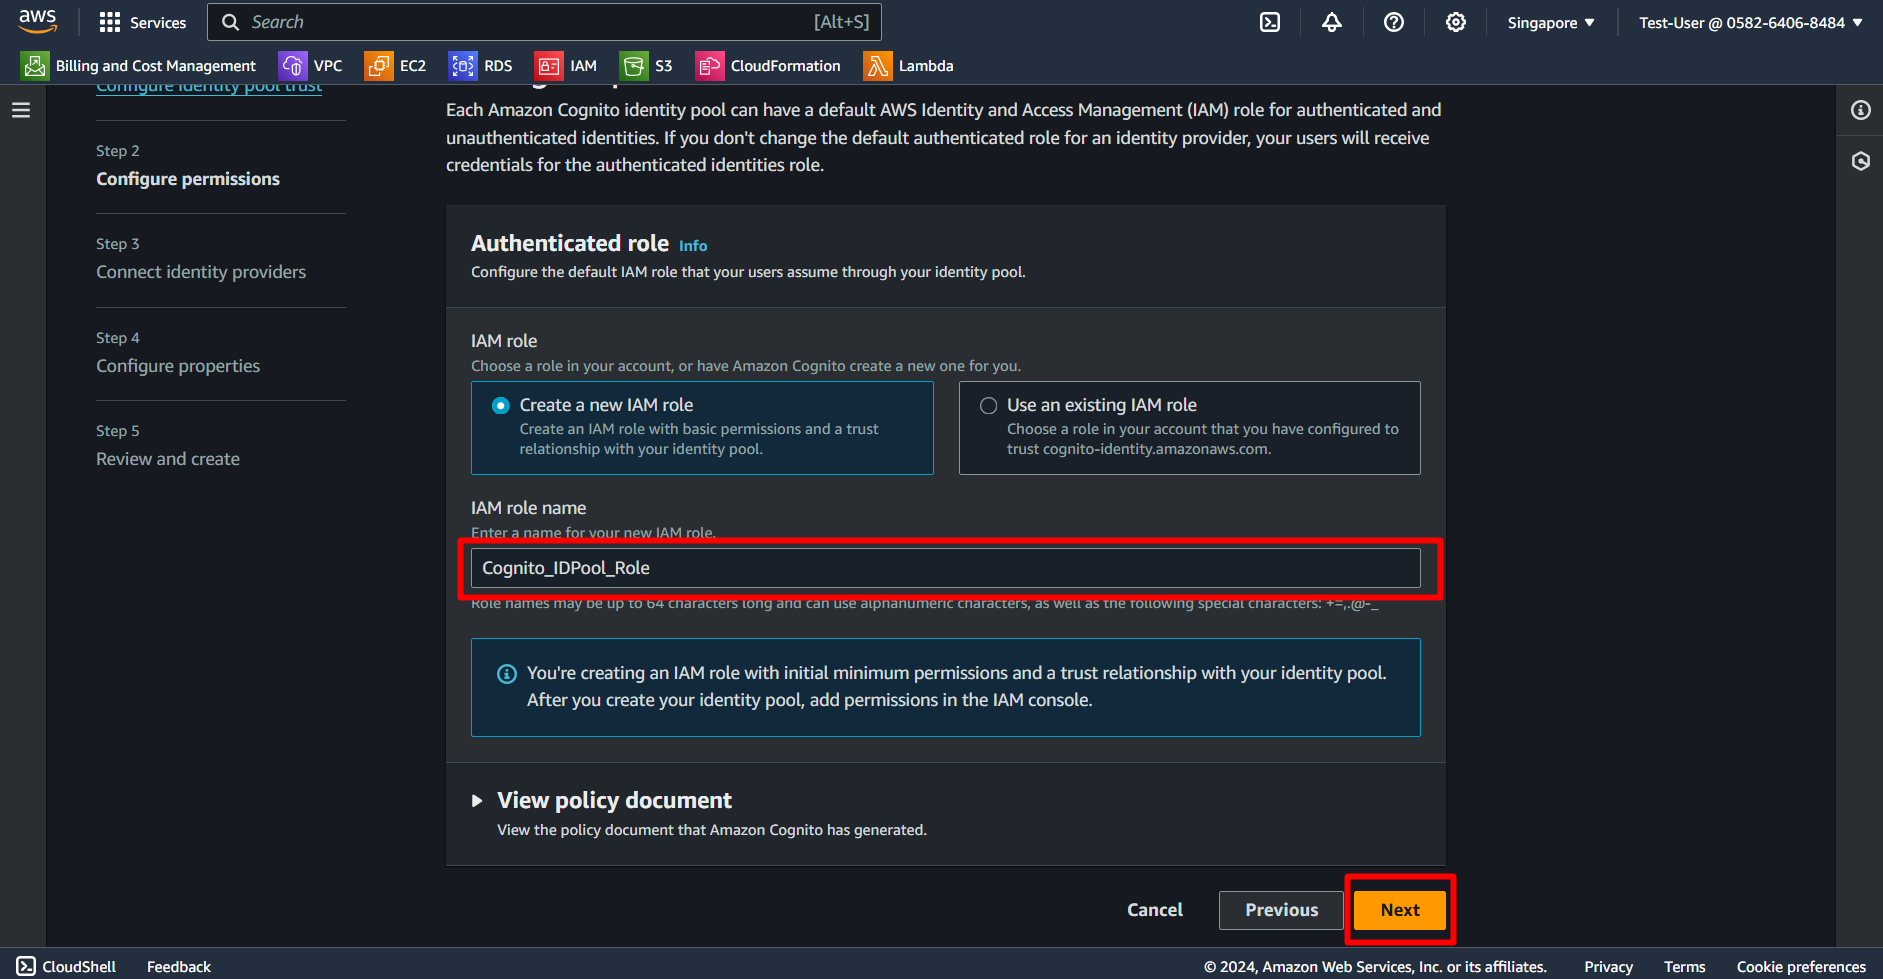 aws
Services
Search
[Alt+S]
Singapore
Test-User @ 0582-6406-8484
Billing and Cost Management
VPC
EC2
RDS
IAM
S3
CloudFormation
Lambda
Configure identity pool trust
Step 2
Configure permissions
Step 3
Connect identity providers
Step 4
Configure properties
Step 5
Review and create
Each Amazon Cognito identity pool can have a default AWS Identity and Access Management (IAM) role for authenticated and
unauthenticated identities. If you don't change the default authenticated role for an identity provider, your users will receive
credentials for the authenticated identities role.
Authenticated role Info
Configure the default IAM role that your users assume through your identity pool.
IAM role
Choose a role in your account, or have Amazon Cognito create a new one for you.
Create a new IAM role
Create an IAM role with basic permissions and a trust
relationship with your identity pool.
Use an existing IAM role
Choose a role in your account that you have configured to
trust cognito-identity.amazonaws.com.
IAM role name
Enter a name for your new IAM role.
Cognito_IDPool_Role
Role names may be up to 64 characters long and can use alphanumeric characters, as well as the following special characters: +=,.@-_
You're creating an IAM role with initial minimum permissions and a trust relationship with your identity pool.
After you create your identity pool, add permissions in the IAM console.
View policy document
View the policy document that Amazon Cognito has generated.
Cancel
Previous
Next
CloudShell
Feedback
© 2024, Amazon Web Services, Inc. or its affiliates.
Privacy
Terms
Cookie preferences